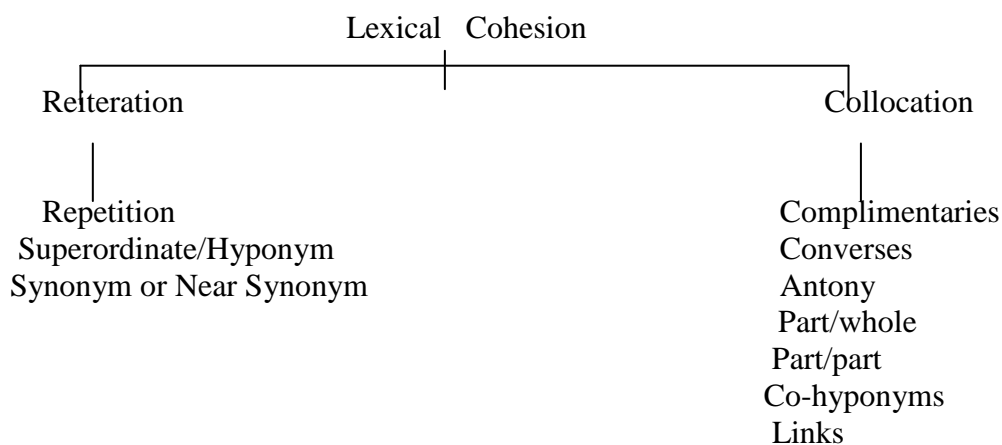 Lexical Cohesion
Reiteration
Collocation
Repetition
Superordinate/Hyponym
Synonym or Near Synonym
Complimentaries
Converses
Antony
Part/whole
Part/part
Co-hyponyms
Links